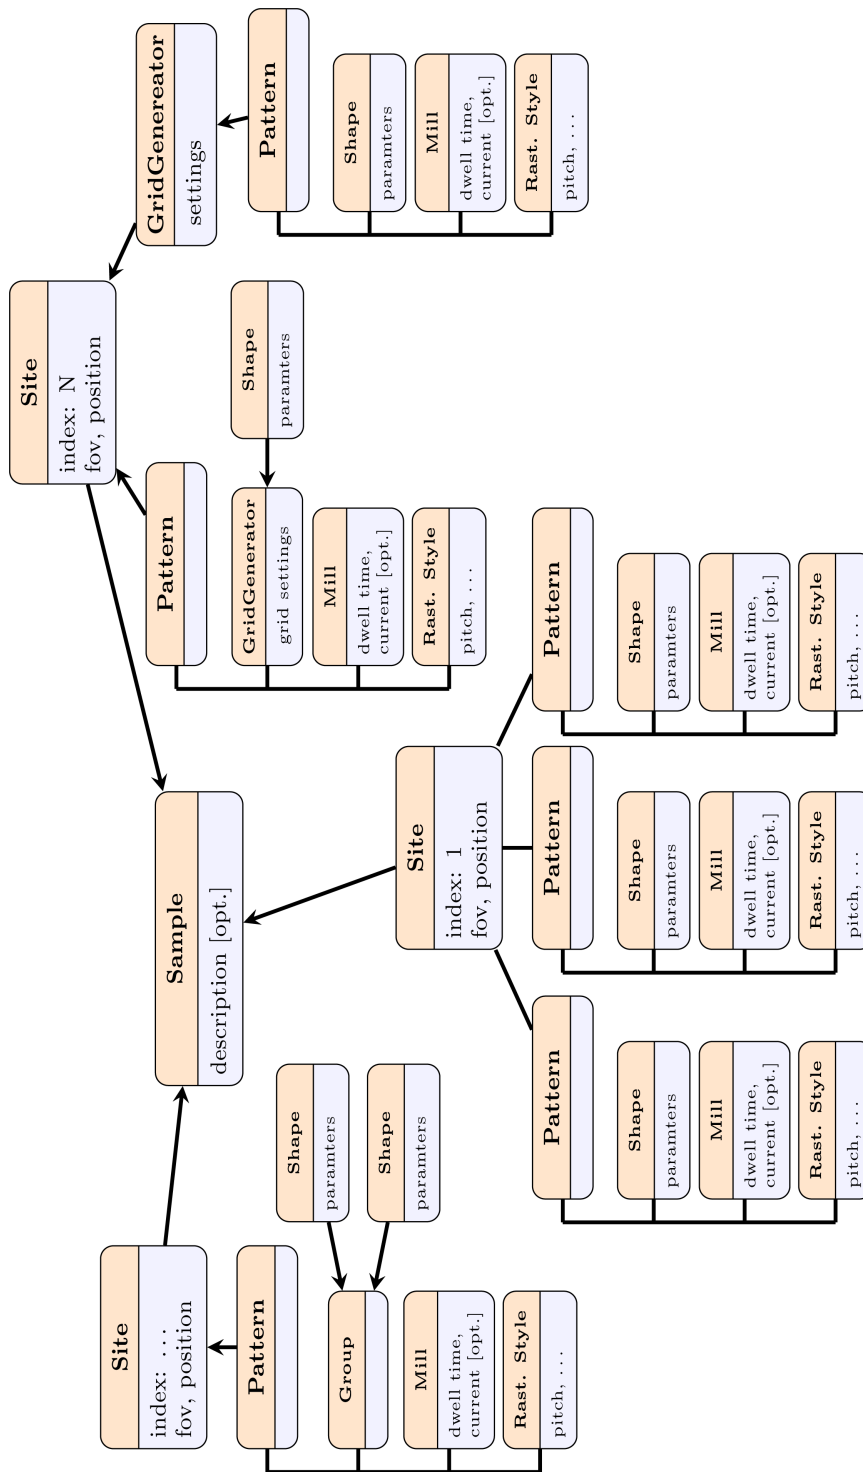 Sample
description [opt.]
Site
index: ...
fov, position
Pattern
Group
Shape
paramters
Shape
paramters
Mill
dwell time,
current [opt.]
Rast. Style
pitch, ...
Site
index: 1
fov, position
Pattern
Shape
paramters
Mill
dwell time,
current [opt.]
Rast. Style
pitch, ...
Pattern
Shape
paramters
Mill
dwell time,
current [opt.]
Rast. Style
pitch, ...
Pattern
Shape
paramters
Mill
dwell time,
current [opt.]
Rast. Style
pitch, ...
Site
index: N
fov, position
Pattern
GridGenerator
grid settings
Shape
paramters
Mill
dwell time,
current [opt.]
Rast. Style
pitch, ...
GridGenereator
settings
Pattern
Shape
paramters
Mill
dwell time,
current [opt.]
Rast. Style
pitch, ...